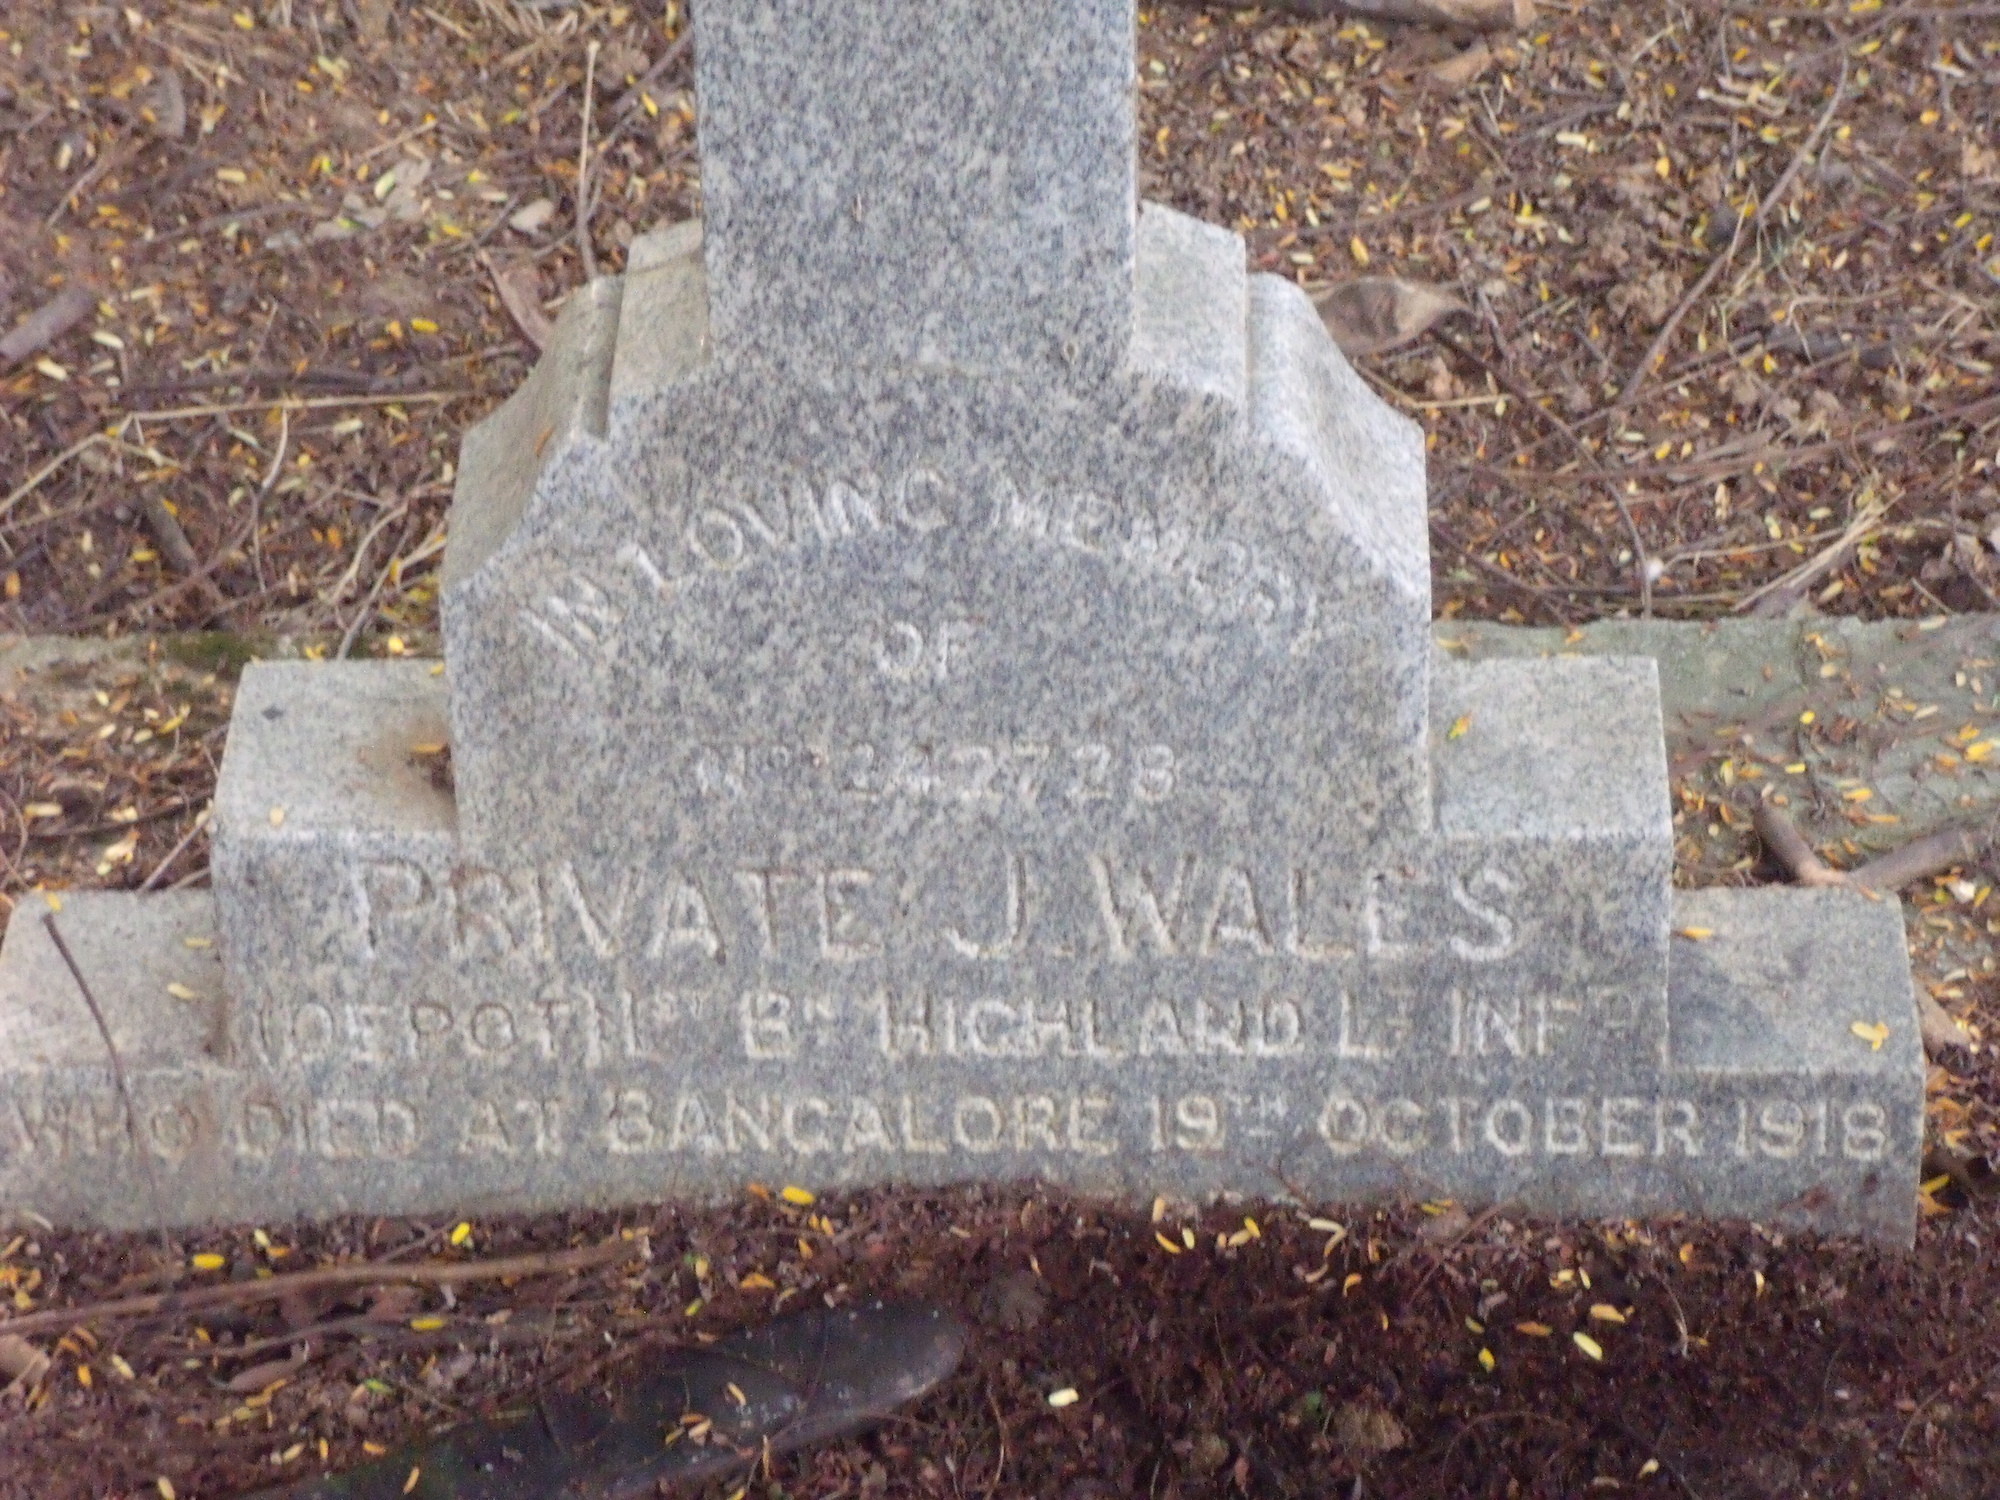 IN LOVING MEMORY
OF
No 242728
PRIVATE J. WALES
(DEPOT) 1ST BN HIGHLAND LT INFY
WHO DIED AT BANGALORE 19TH OCTOBER 1918